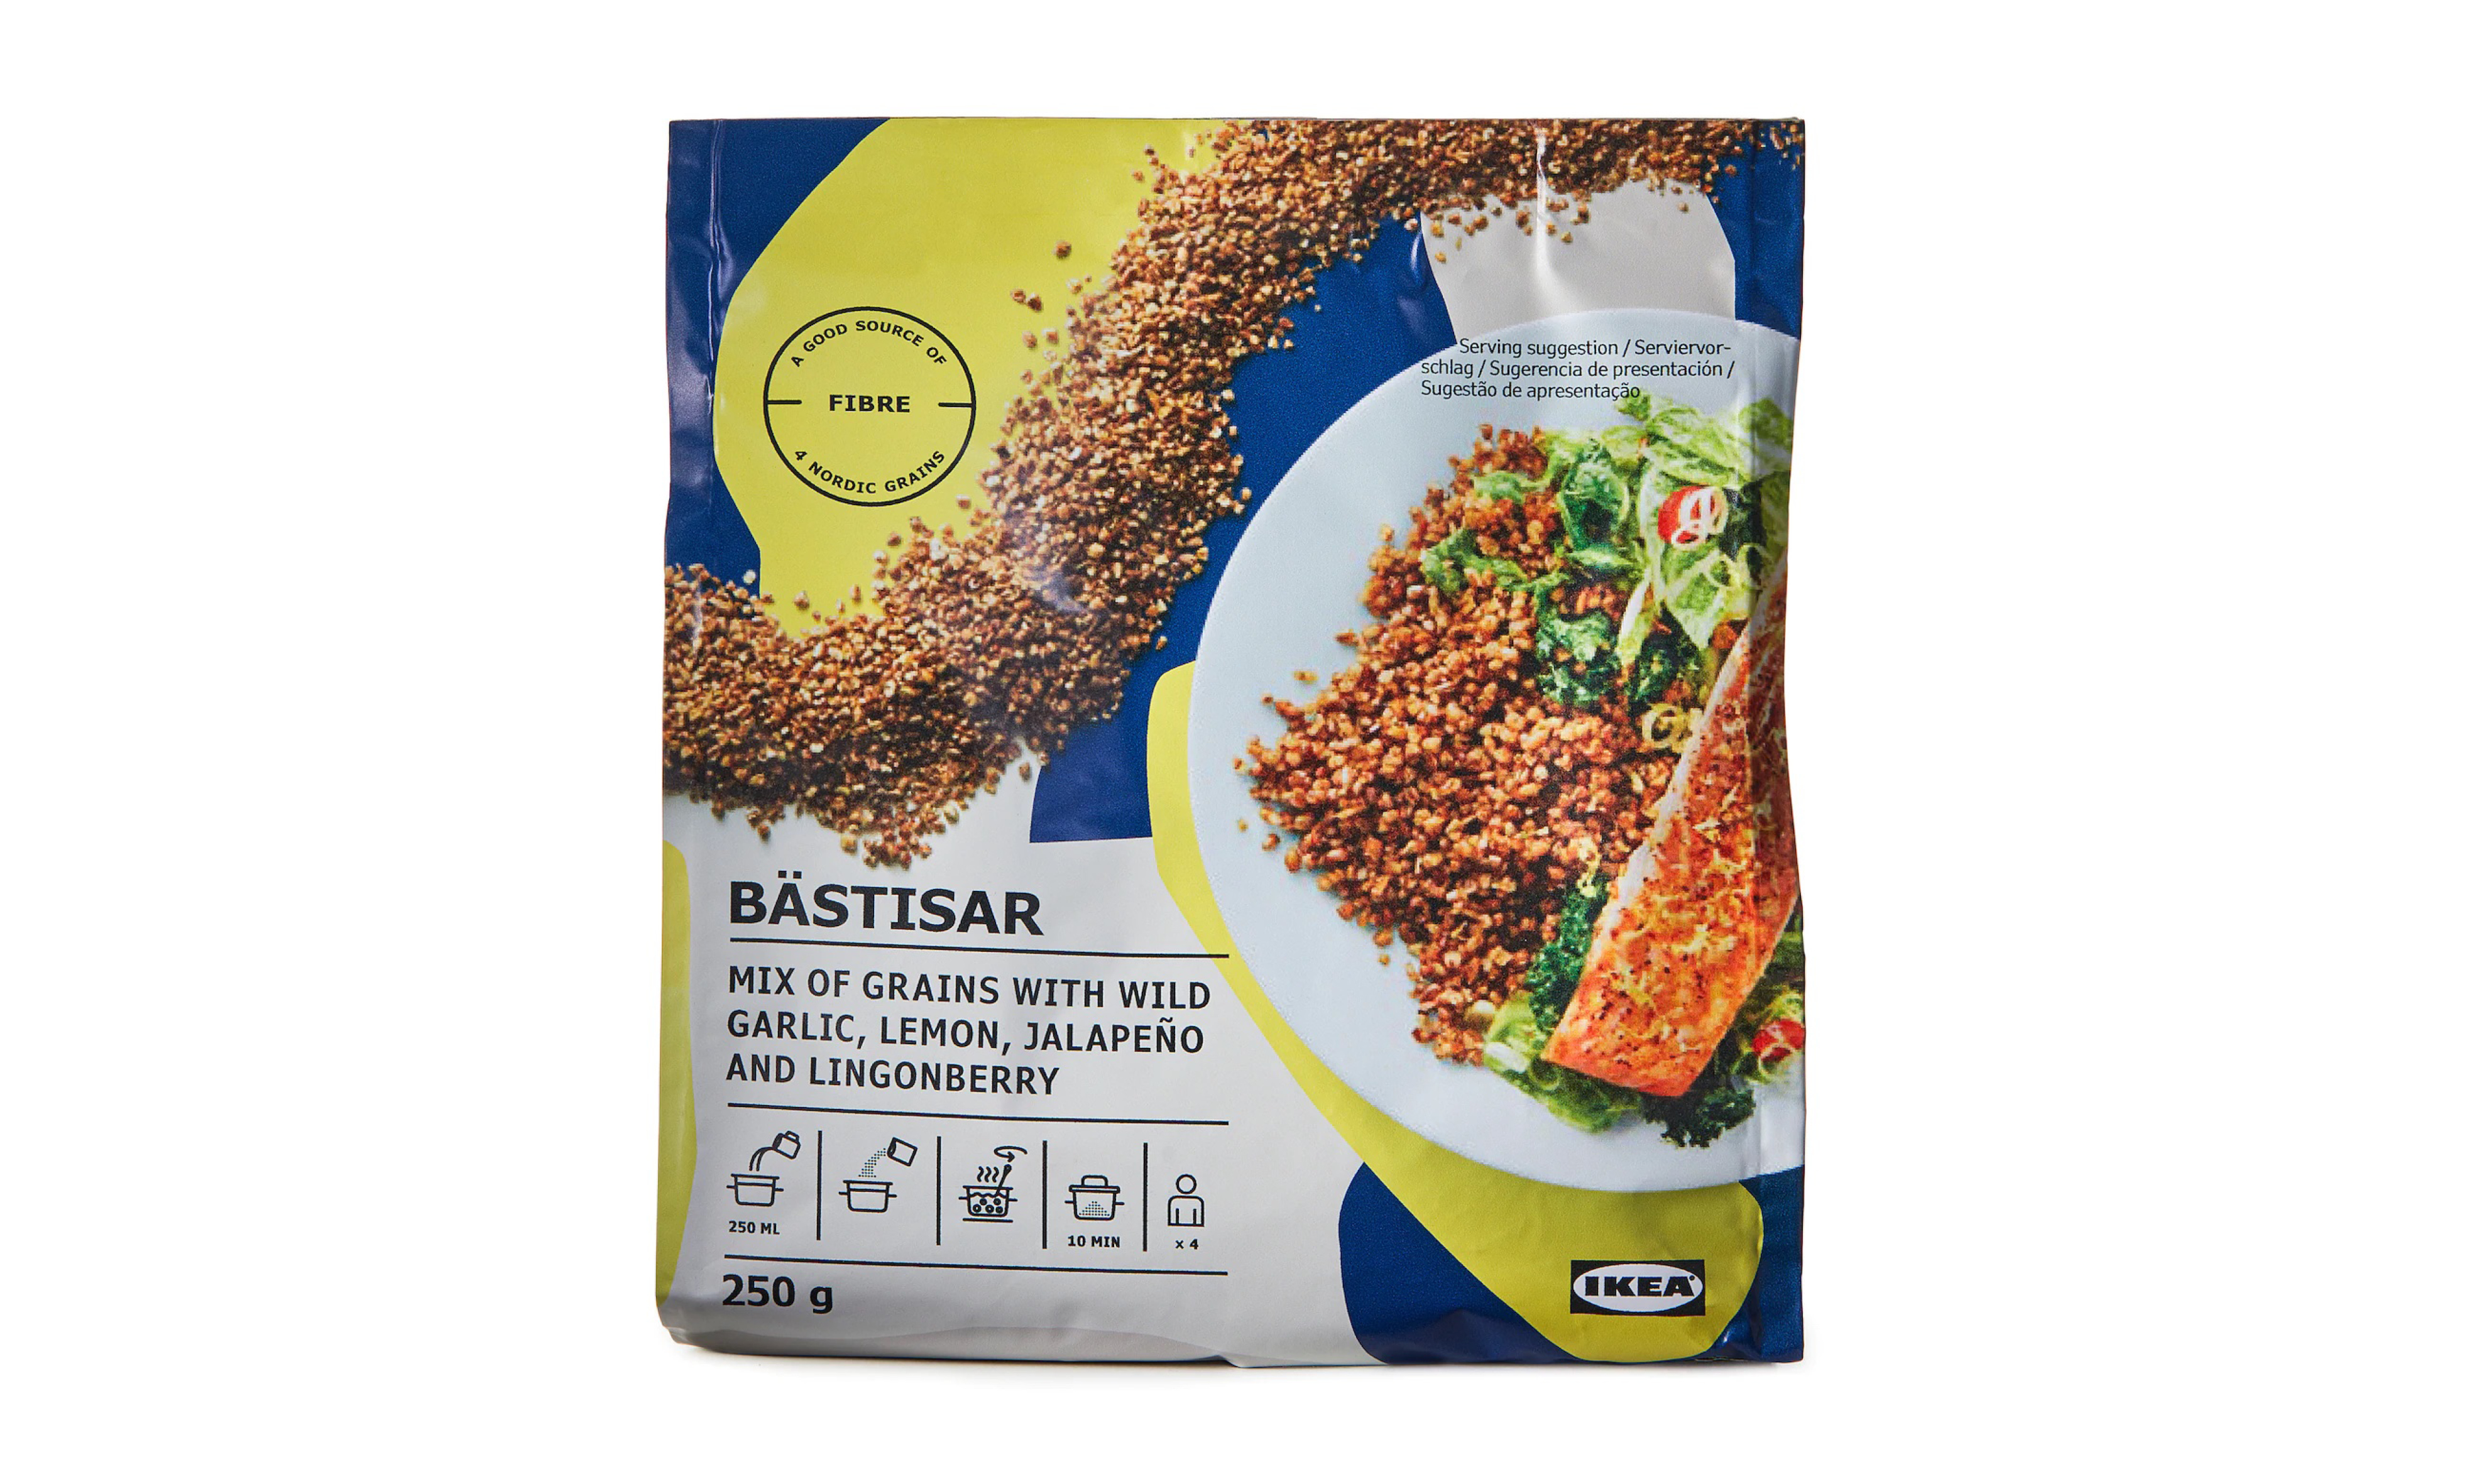 A GOOD SOURCE OF
FIBRE
4 NORDIC GRAINS
Serving suggestion / Serviervor-
schlag / Sugerencia de presentación /
Sugestão de apresentação
BÄSTISAR
MIX OF GRAINS WITH WILD
GARLIC, LEMON, JALAPEÑO
AND LINGONBERRY
250 ML
10 MIN
x 4
250 g
IKEA